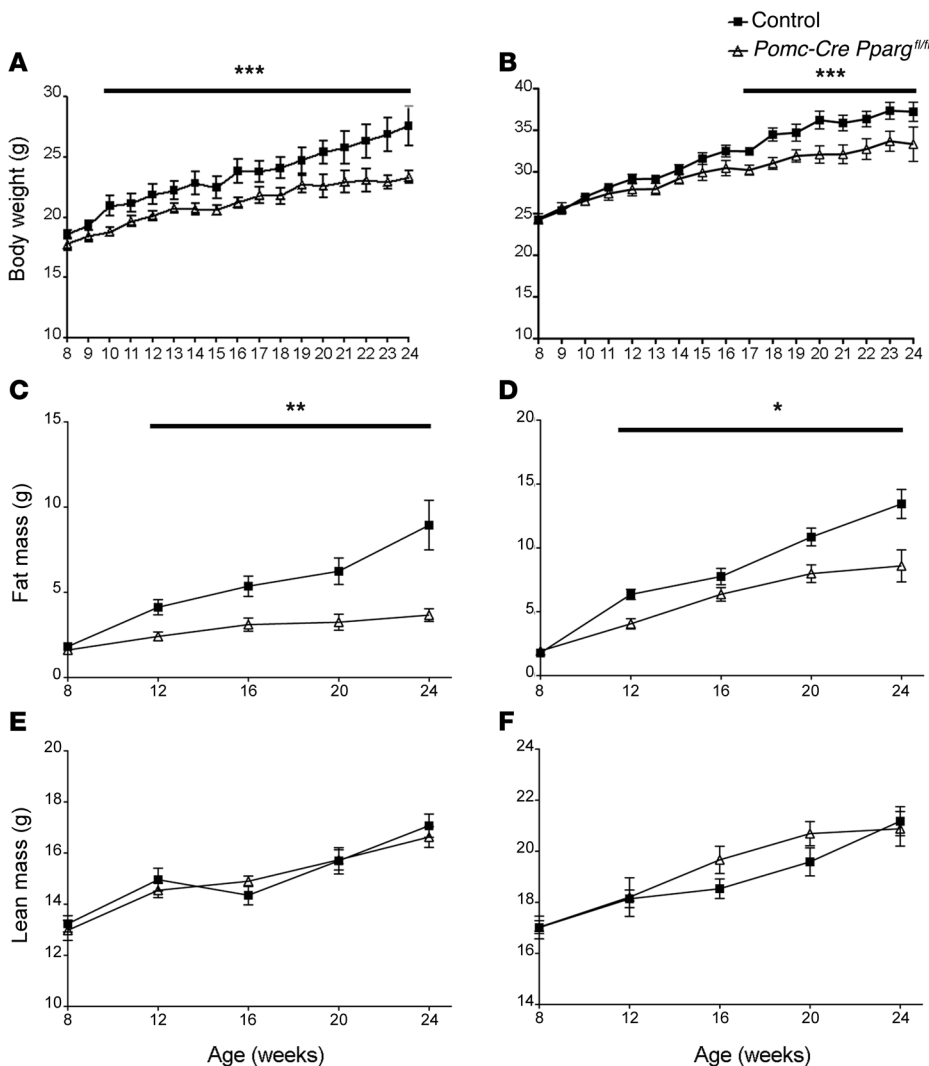 Control
Pomc-Cre Pparg^fl/fl
A
***
30
25
20
15
10
Body weight (g)
8 9 10 11 12 13 14 15 16 17 18 19 20 21 22 23 24
B
***
40
35
30
25
20
15
10
8 9 10 11 12 13 14 15 16 17 18 19 20 21 22 23 24
C
**
15
10
5
0
Fat mass (g)
8 12 16 20 24
D
*
20
15
10
5
0
8 12 16 20 24
E
20
18
16
14
12
10
Lean mass (g)
8 12 16 20 24
Age (weeks)
F
24
22
20
18
16
14
8 12 16 20 24
Age (weeks)